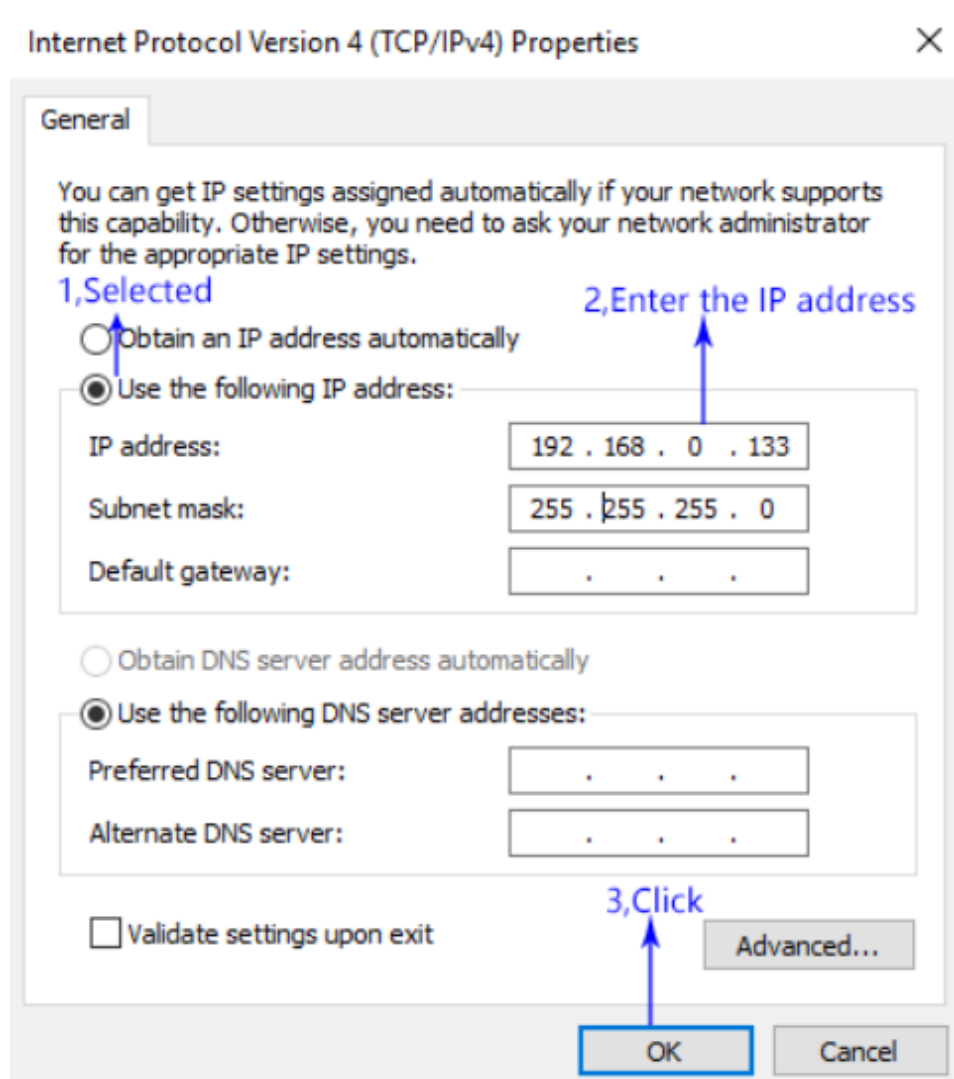 Internet Protocol Version 4 (TCP/IPv4) Properties
General
You can get IP settings assigned automatically if your network supports
this capability. Otherwise, you need to ask your network administrator
for the appropriate IP settings.
1,Selected
2,Enter the IP address
Obtain an IP address automatically
Use the following IP address:
IP address: 192 . 168 . 0 . 133
Subnet mask: 255 . 255 . 255 . 0
Default gateway: . . .
Obtain DNS server address automatically
Use the following DNS server addresses:
Preferred DNS server: . . .
Alternate DNS server: . . .
3,Click
Validate settings upon exit
Advanced...
OK Cancel